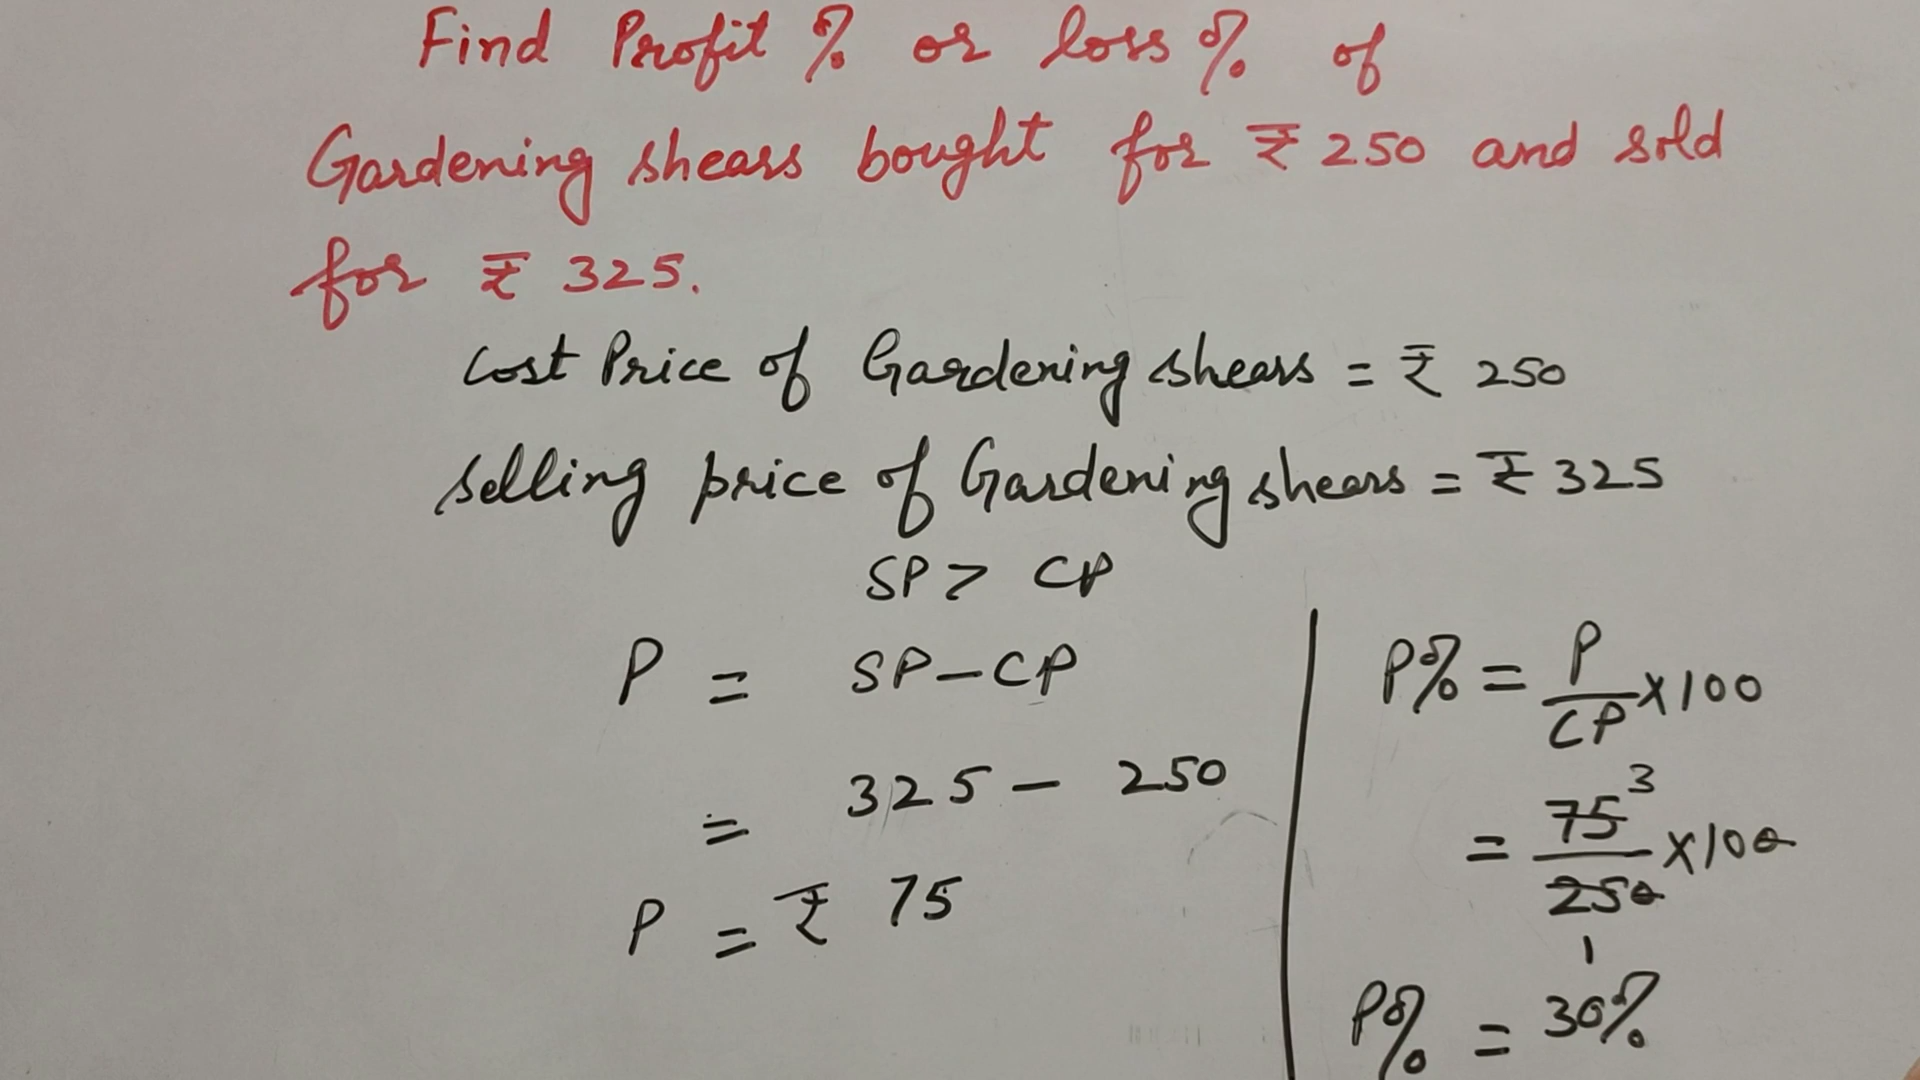 Find Profit % or loss % of
Gardening shears bought for ₹ 250 and sold
for ₹ 325.
Cost Price of Gardening shears = ₹ 250
selling price of Gardening shears = ₹ 325
SP > CP
P = SP - CP
= 325 - 250
P = ₹ 75
P% = P/CP × 100
= 75/250 × 100
3
1
P% = 30%